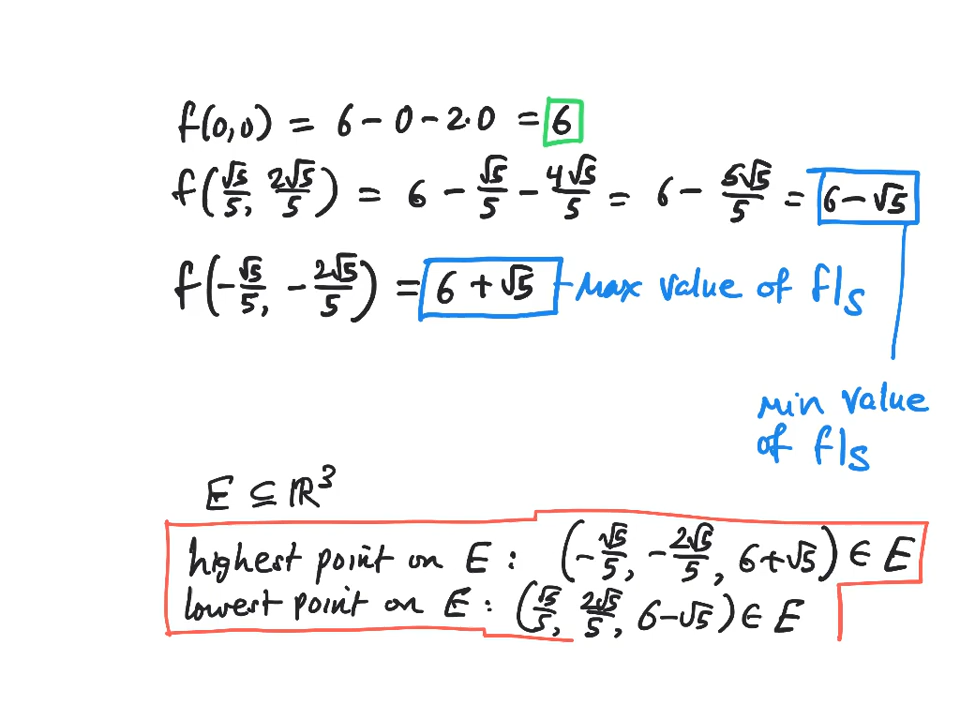 f(0,0) = 6 - 0 - 2·0 = 6
f(√5/5, 2√5/5) = 6 - √5/5 - 4√5/5 = 6 - 5√5/5 = 6-√5
f(-√5/5, -2√5/5) = 6+√5 - Max value of f|s
min value
of f|s
E ⊆ ℝ³
highest point on E : (-√5/5, -2√5/5, 6+√5) ∈ E
lowest point on E : (√5/5, 2√5/5, 6-√5) ∈ E